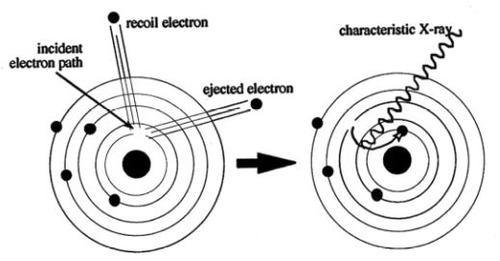 recoil electron
incident
electron path
ejected electron
characteristic X-ray